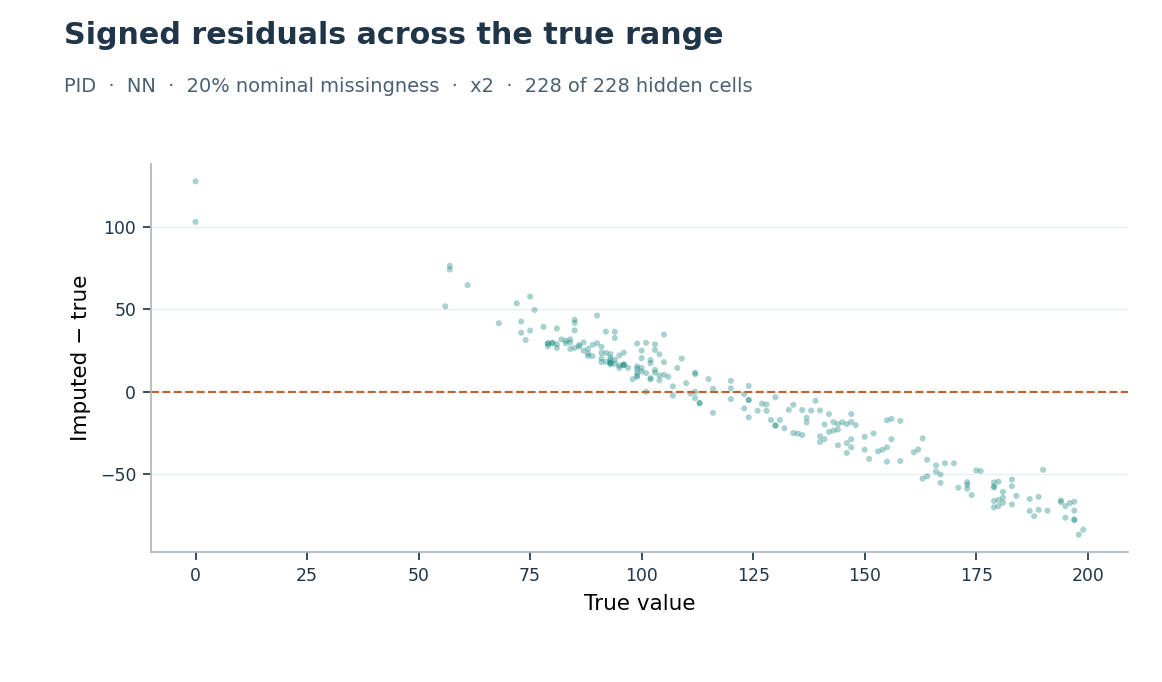 Signed residuals across the true range
PID · NN · 20% nominal missingness · x2 · 228 of 228 hidden cells
Imputed − true
100
50
0
−50
0 25 50 75 100 125 150 175 200
True value